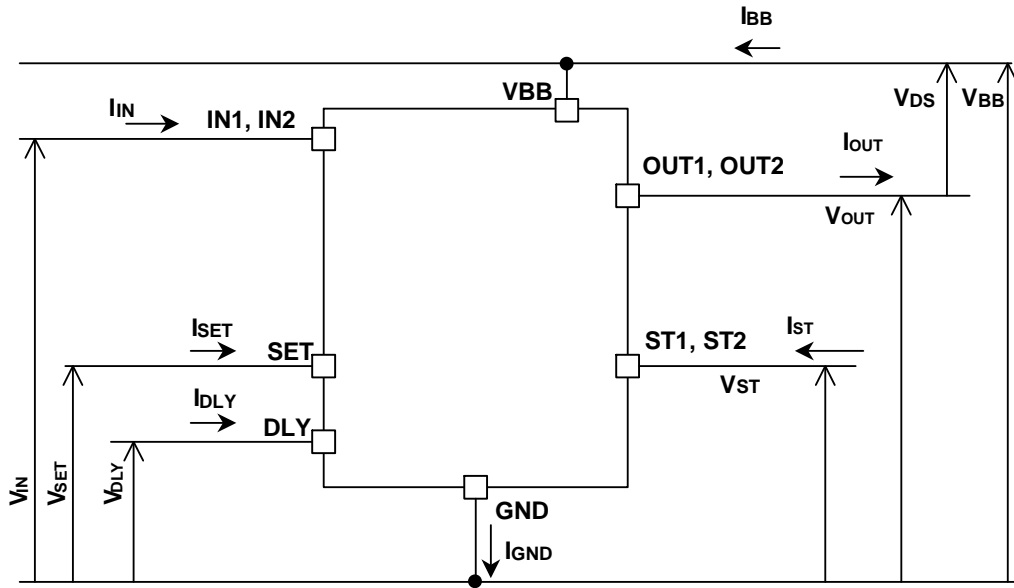 IBB
VBB
VDS
VBB
IIN
IN1, IN2
IOUT
OUT1, OUT2
VOUT
ISET
SET
IST
ST1, ST2
VST
IDLY
DLY
VIN
VSET
VDLY
GND
IGND